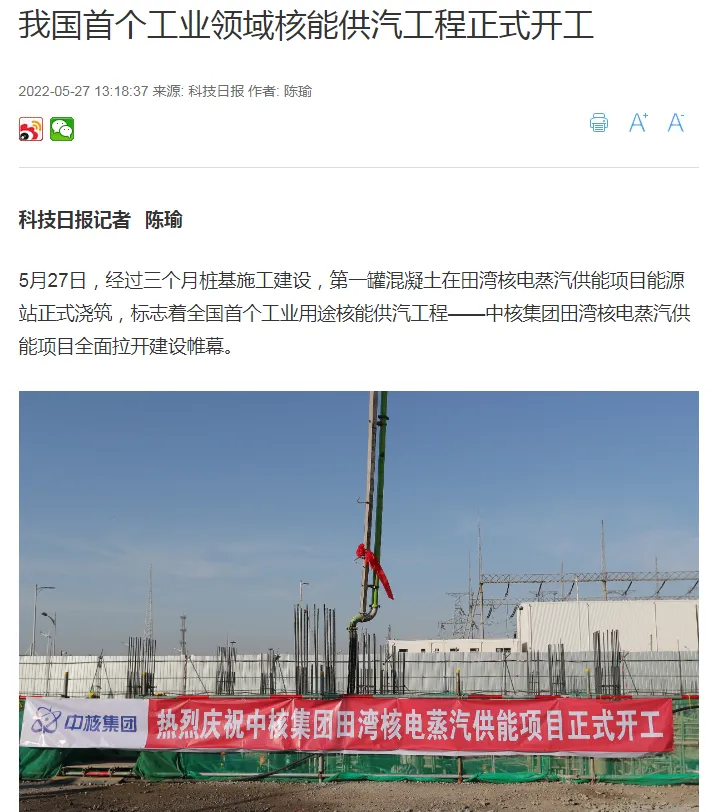 我国首个工业领域核能供汽工程正式开工
2022-05-27 13:18:37 来源: 科技日报 作者: 陈瑜
A+ A-
科技日报记者 陈瑜
5月27日，经过三个月桩基施工建设，第一罐混凝土在田湾核电蒸汽供能项目能源
站正式浇筑，标志着全国首个工业用途核能供汽工程——中核集团田湾核电蒸汽供
能项目全面拉开建设帷幕。
中核集团 热烈庆祝中核集团田湾核电蒸汽供能项目正式开工